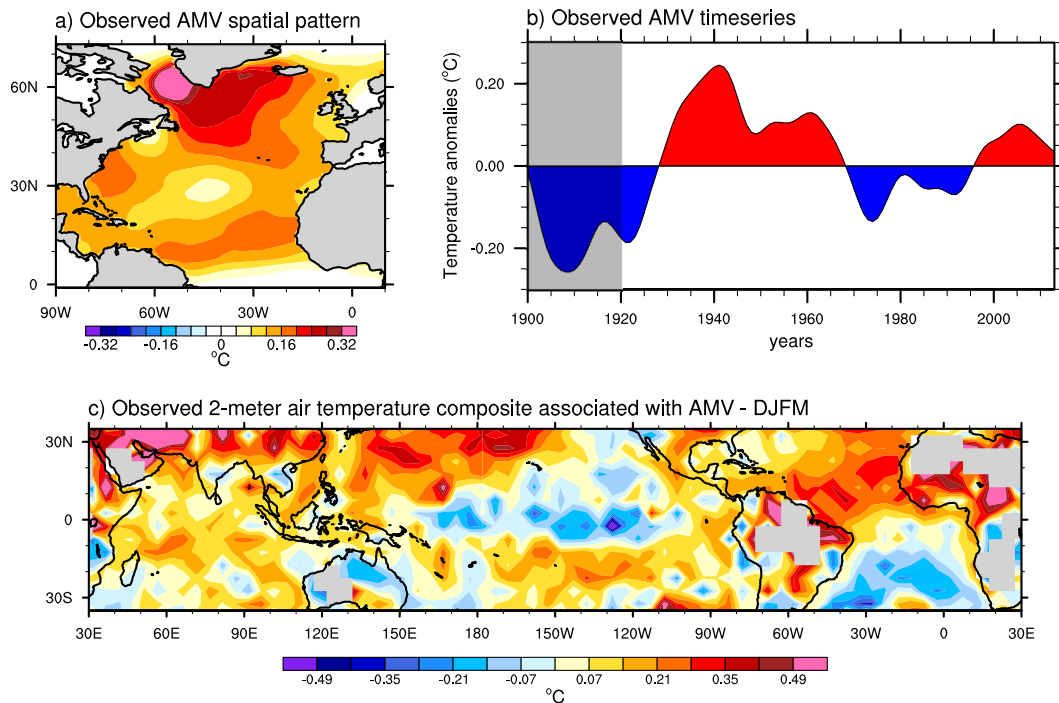 a) Observed AMV spatial pattern
60N
30N
0
90W 60W 30W 0
-0.32 -0.16 0 0.16 0.32
°C
b) Observed AMV timeseries
Temperature anomalies (°C)
0.20
0.00
-0.20
1900 1920 1940 1960 1980 2000
years
c) Observed 2-meter air temperature composite associated with AMV - DJFM
30N
0
30S
30E 60E 90E 120E 150E 180 150W 120W 90W 60W 30W 0 30E
-0.49 -0.35 -0.21 -0.07 0.07 0.21 0.35 0.49
°C